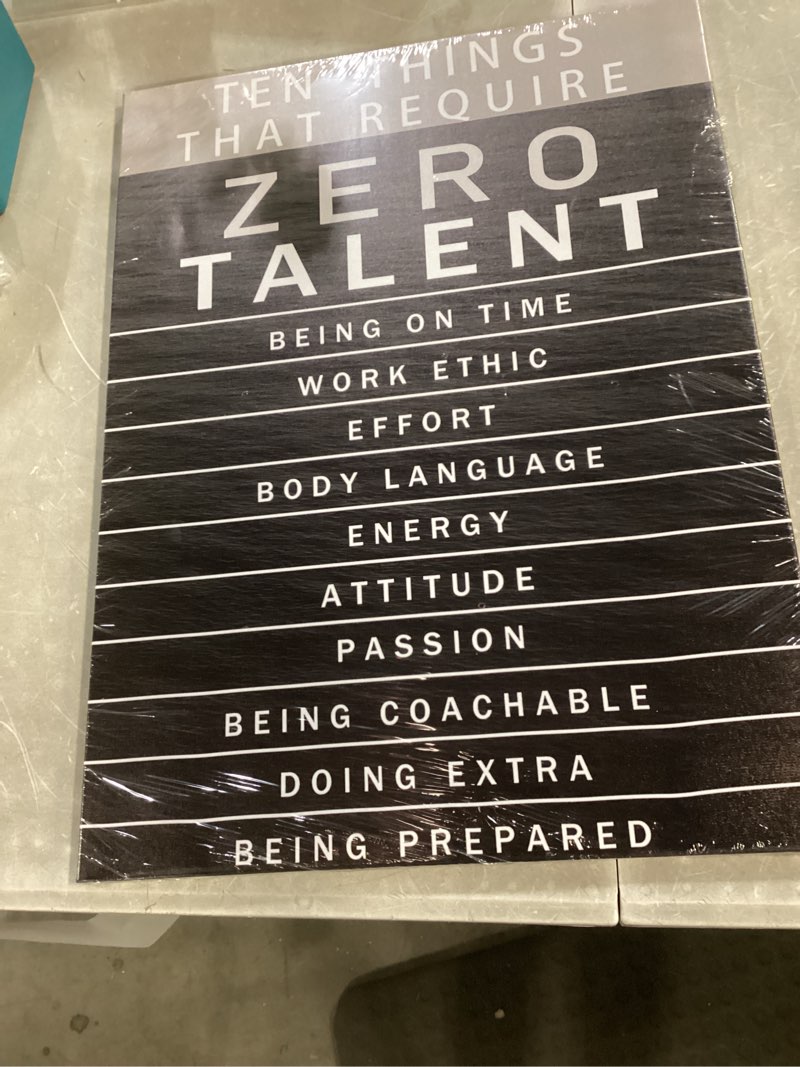 TEN THINGS
THAT REQUIRE
ZERO
TALENT
BEING ON TIME
WORK ETHIC
EFFORT
BODY LANGUAGE
ENERGY
ATTITUDE
PASSION
BEING COACHABLE
DOING EXTRA
BEING PREPARED